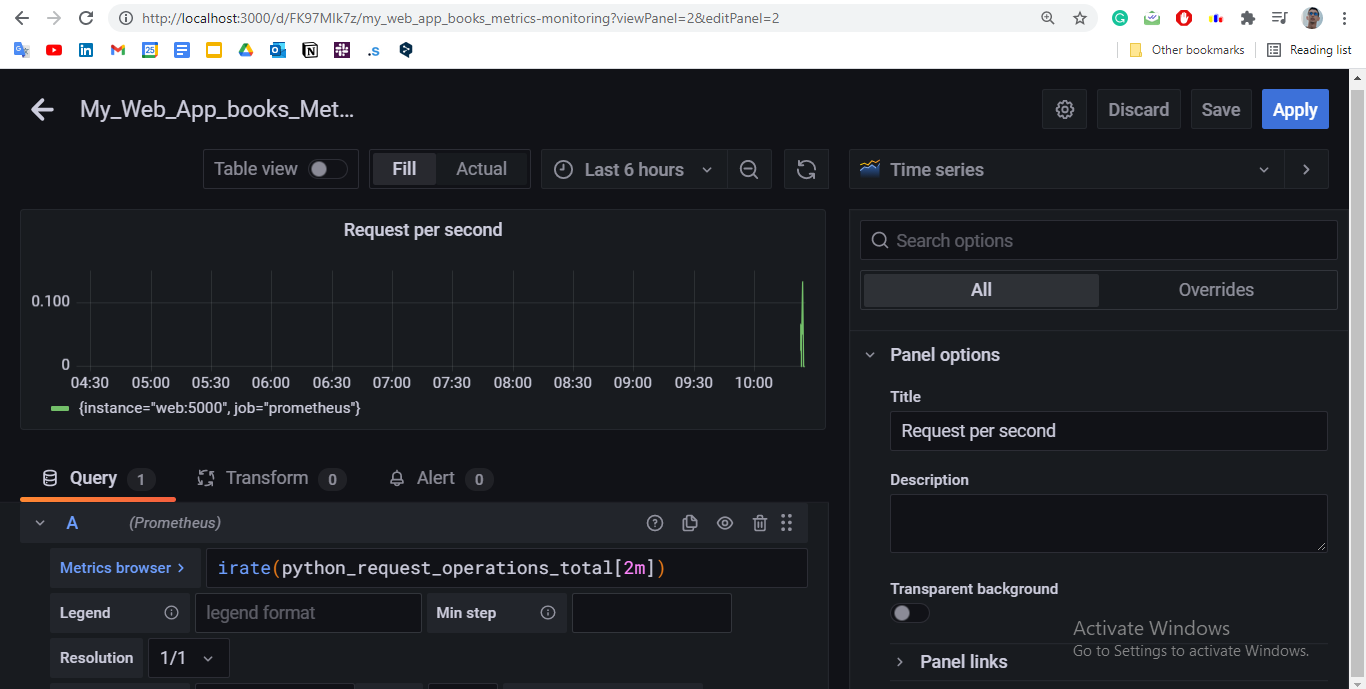 http://localhost:3000/d/FK97MIk7z/my_web_app_books_metrics-monitoring?viewPanel=2&editPanel=2
Other bookmarks
Reading list
My_Web_App_books_Met...
Discard
Save
Apply
Table view
Fill
Actual
Last 6 hours
Time series
Request per second
Search options
All
Overrides
0.100
0
04:30 05:00 05:30 06:00 06:30 07:00 07:30 08:00 08:30 09:00 09:30 10:00
{instance="web:5000", job="prometheus"}
Panel options
Title
Request per second
Description
Query 1
Transform 0
Alert 0
A (Prometheus)
Metrics browser >
irate(python_request_operations_total[2m])
Legend
legend format
Min step
Resolution
1/1
Transparent background
Panel links
Activate Windows
Go to Settings to activate Windows.